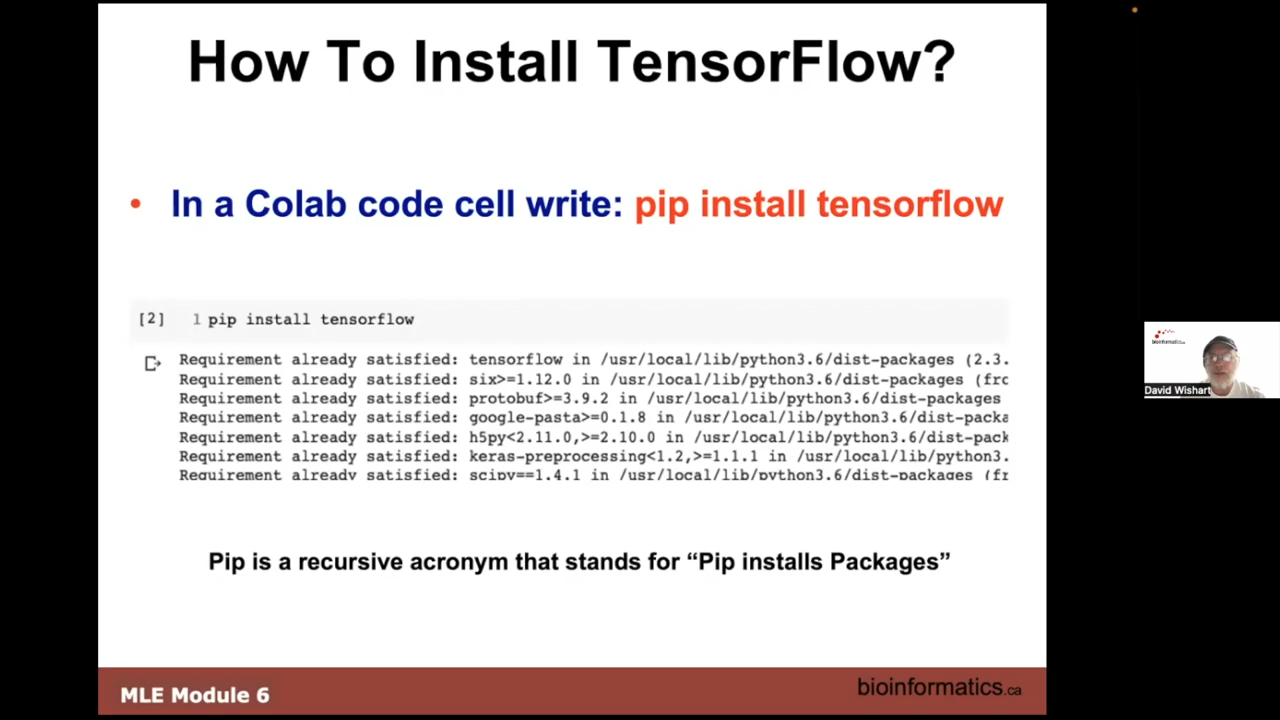 How To Install TensorFlow?
• In a Colab code cell write: pip install tensorflow
[2] 1 pip install tensorflow
Requirement already satisfied: tensorflow in /usr/local/lib/python3.6/dist-packages (2.3.
Requirement already satisfied: six>=1.12.0 in /usr/local/lib/python3.6/dist-packages (fro
Requirement already satisfied: protobuf>=3.9.2 in /usr/local/lib/python3.6/dist-packages
Requirement already satisfied: google-pasta>=0.1.8 in /usr/local/lib/python3.6/dist-packa
Requirement already satisfied: h5py<2.11.0,>=2.10.0 in /usr/local/lib/python3.6/dist-pack
Requirement already satisfied: keras-preprocessing<1.2,>=1.1.1 in /usr/local/lib/python3.
Requirement already satisfied: scipy==1.4.1 in /usr/local/lib/python3.6/dist-packages (fr
Pip is a recursive acronym that stands for “Pip installs Packages”
MLE Module 6
bioinformatics.ca
bioinformatics.ca
David Wishart